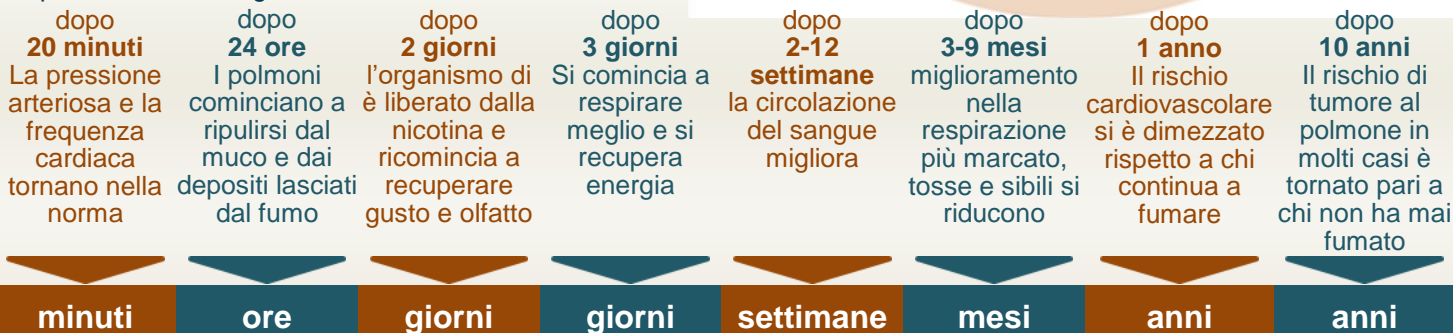 dopo
20 minuti
La pressione
arteriosa e la
frequenza
cardiaca
tornano nella
norma
dopo
24 ore
I polmoni
cominciano a
ripulirsi dal
muco e dai
depositi lasciati
dal fumo
dopo
2 giorni
l'organismo di
è liberato dalla
nicotina e
ricomincia a
recuperare
gusto e olfatto
dopo
3 giorni
Si comincia a
respirare
meglio e si
recupera
energia
dopo
2-12
settimane
la circolazione
del sangue
migliora
dopo
3-9 mesi
miglioramento
nella
respirazione
più marcato,
tosse e sibili si
riducono
dopo
1 anno
Il rischio
cardiovascolare
si è dimezzato
rispetto a chi
continua a
fumare
dopo
10 anni
Il rischio di
tumore al
polmone in
molti casi è
tornato pari a
chi non ha mai
fumato
minuti
ore
giorni
giorni
settimane
mesi
anni
anni